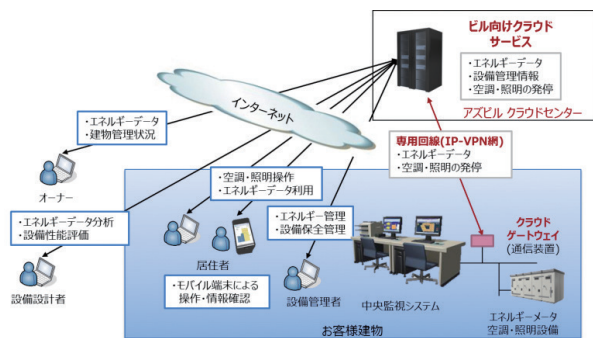 ビル向けクラウド
サービス
・エネルギーデータ
・設備管理情報
・空調・照明の発停
アズビル クラウドセンター
インターネット
・エネルギーデータ
・建物管理状況
オーナー
専用回線(IP-VPN網)
・エネルギーデータ
・空調・照明の発停
・空調・照明操作
・エネルギーデータ利用
・エネルギーデータ分析
・設備性能評価
設備設計者
・エネルギー管理
・設備保全管理
クラウド
ゲートウェイ
(通信装置)
居住者
・モバイル端末による
操作・情報確認
設備管理者
中央監視システム
エネルギーメータ
空調・照明設備
お客様建物